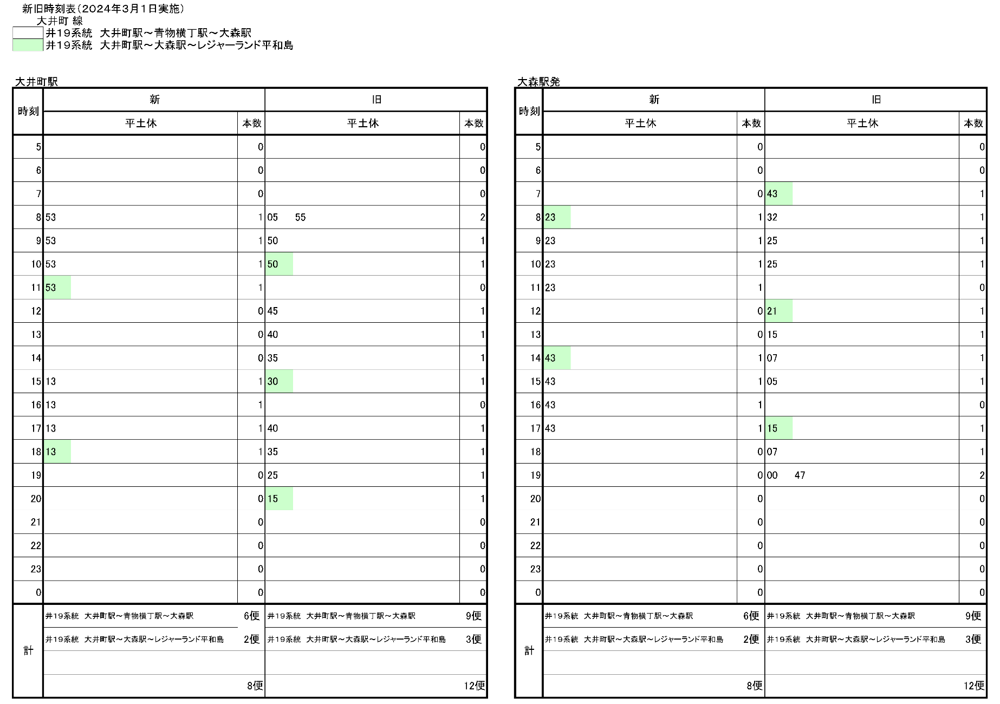 新旧時刻表（２０２４年３月１日実施）
大井町 線
井１９系統　大井町駅～青物横丁駅～大森駅
井１９系統　大井町駅～大森駅～レジャーランド平和島
大井町駅
時刻 新 旧
平土休 本数 平土休 本数
5 0 0
6 0 0
7 0 0
8 53 1 05 55 2
9 53 1 50 1
10 53 1 50 1
11 53 1 0
12 0 45 1
13 0 40 1
14 0 35 1
15 13 1 30 1
16 13 1 0
17 13 1 40 1
18 13 1 35 1
19 0 25 1
20 0 15 1
21 0 0
22 0 0
23 0 0
0 0 0
計
井１９系統　大井町駅～青物横丁駅～大森駅 6便 井１９系統　大井町駅～青物横丁駅～大森駅 9便
井１９系統　大井町駅～大森駅～レジャーランド平和島 2便 井１９系統　大井町駅～大森駅～レジャーランド平和島 3便
8便 12便
大森駅発
時刻 新 旧
平土休 本数 平土休 本数
5 0 0
6 0 0
7 0 43 1
8 23 1 32 1
9 23 1 25 1
10 23 1 25 1
11 23 1 0
12 0 21 1
13 0 15 1
14 43 1 07 1
15 43 1 05 1
16 43 1 0
17 43 1 15 1
18 0 07 1
19 0 00 47 2
20 0 0
21 0 0
22 0 0
23 0 0
0 0 0
計
井１９系統　大井町駅～青物横丁駅～大森駅 6便 井１９系統　大井町駅～青物横丁駅～大森駅 9便
井１９系統　大井町駅～大森駅～レジャーランド平和島 2便 井１９系統　大井町駅～大森駅～レジャーランド平和島 3便
8便 12便